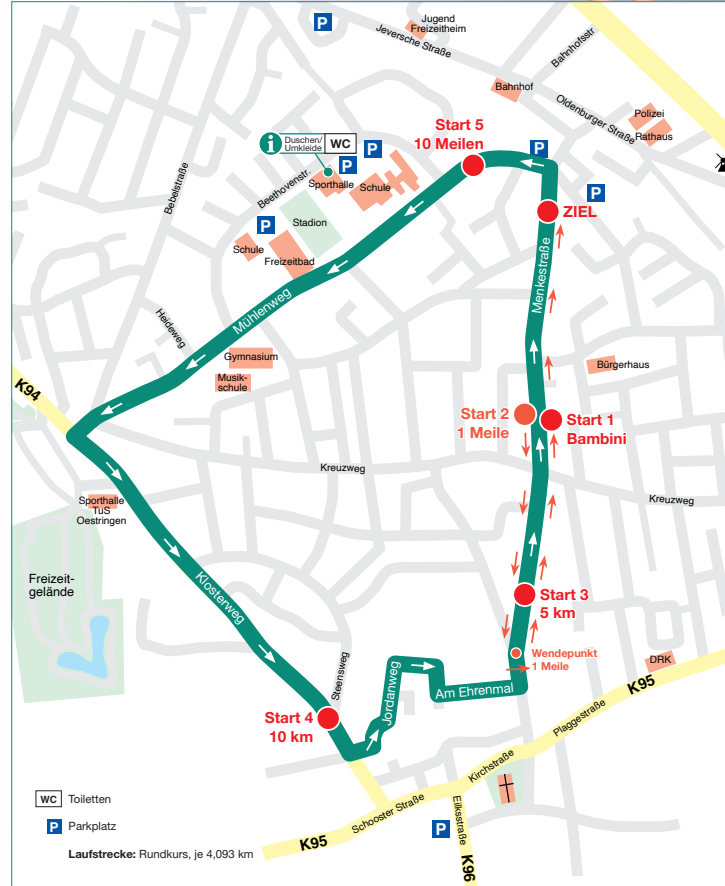 Jugend
Freizeitheim
P
P
Jeversche Straße
Bahnhofsstr
Bahnhof
Oldenburger Straße
Polizei
Rathaus
Start 5
10 Meilen
P
i
Duschen/
Umkleide
WC
P
P
Beethovenstr.
Sporthalle
Schule
Bebelstraße
P
ZIEL
Stadion
P
Schule
Freizeitbad
Menkestraße
Mühlenweg
Heideweg
Gymnasium
Musik-
schule
Bürgerhaus
K94
Start 2
1 Meile
Start 1
Bambini
Kreuzweg
Kreuzweg
Sporthalle
TuS
Oestringen
Freizeit-
gelände
Klosterweg
Start 3
5 km
Wendepunkt
1 Meile
DRK
K95
Steensweg
Jordanweg
Am Ehrenmal
Start 4
10 km
Plaggestraße
Kirchstraße
Schooster Straße
Eilksstraße
P
K95
K96
WC Toiletten
P Parkplatz
Laufstrecke: Rundkurs, je 4,093 km